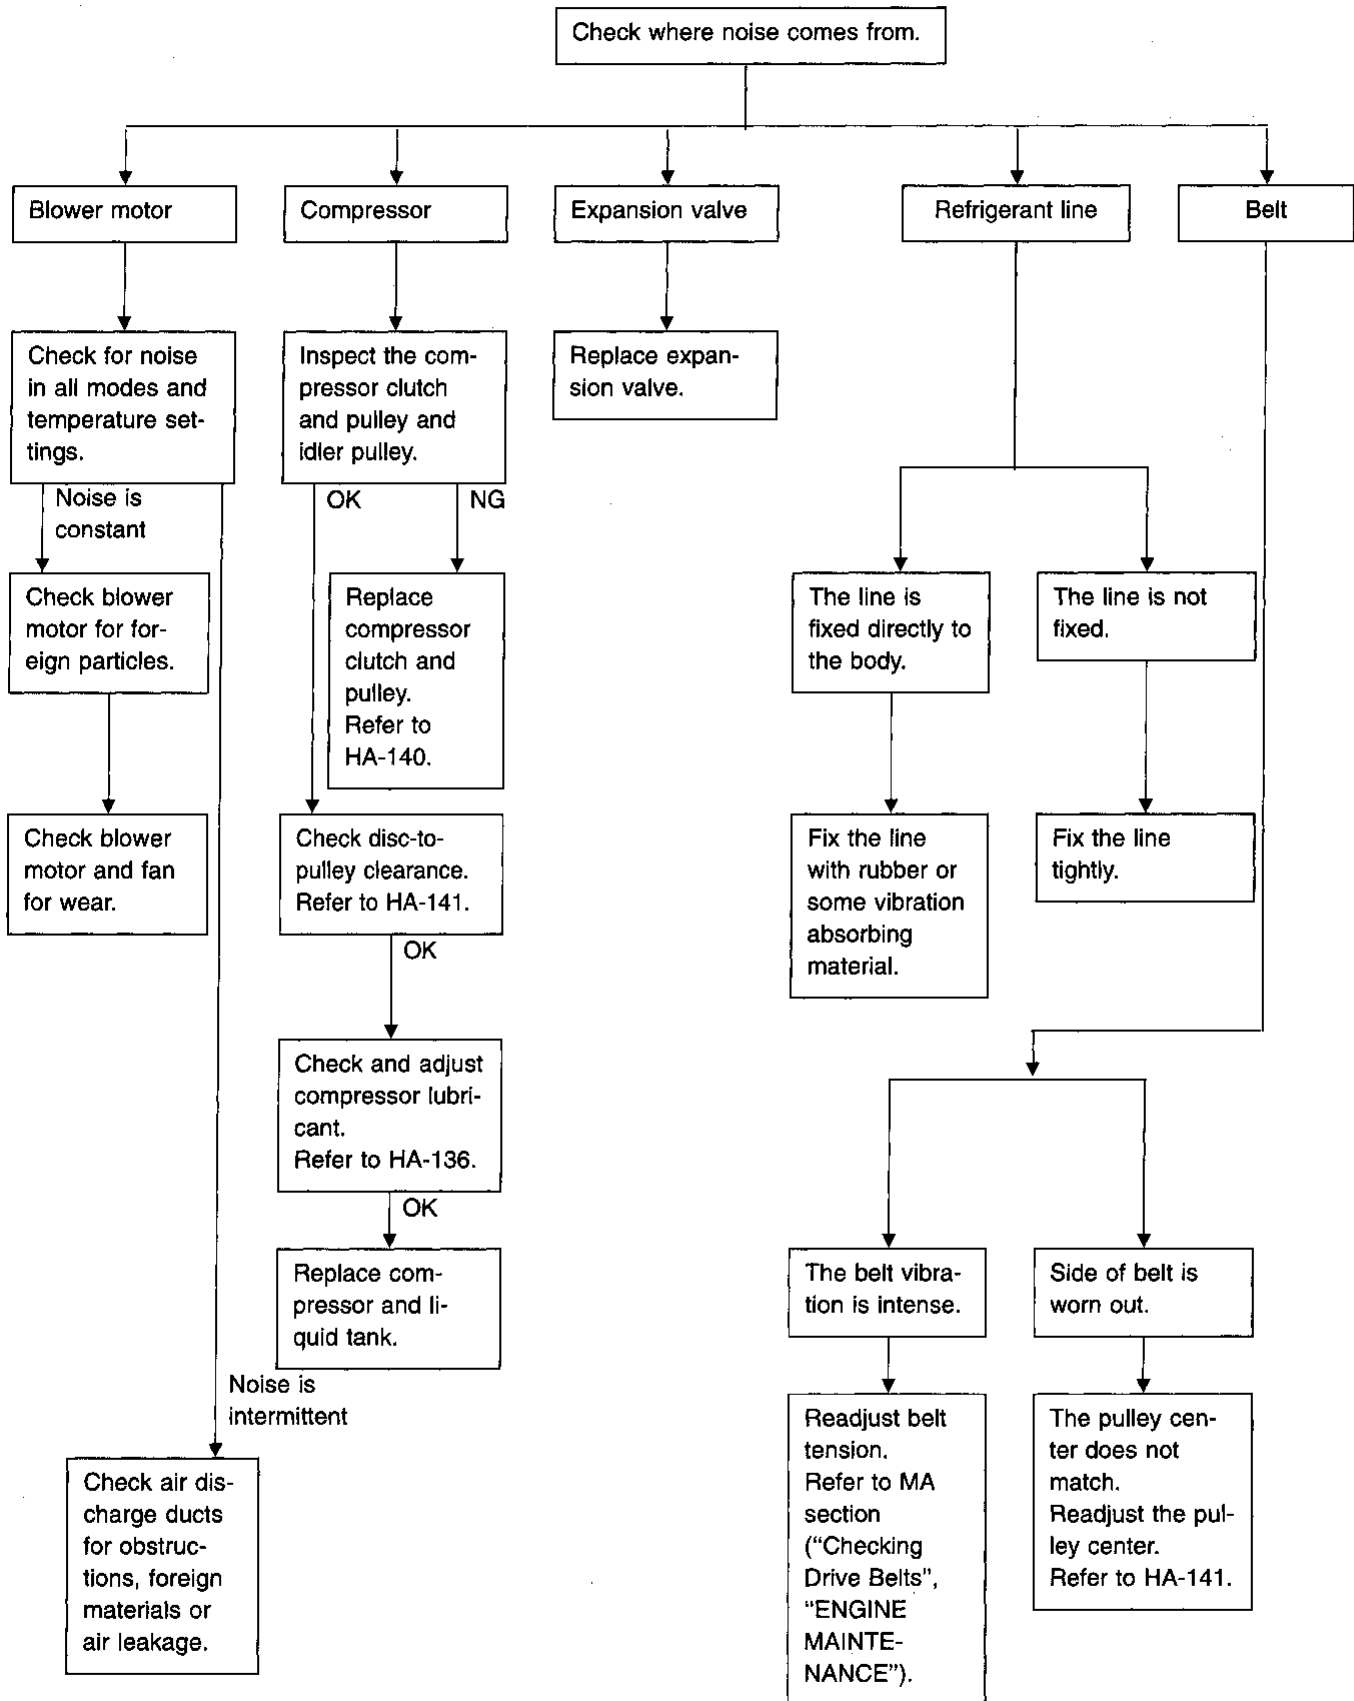 Check where noise comes from.
Blower motor
Compressor
Expansion valve
Refrigerant line
Belt
Check for noise
in all modes and
temperature set-
tings.
Inspect the com-
pressor clutch
and pulley and
idler pulley.
Replace expan-
sion valve.
Noise is
constant
OK
NG
Check blower
motor for for-
eign particles.
Replace
compressor
clutch and
pulley.
Refer to
HA-140.
The line is
fixed directly to
the body.
The line is not
fixed.
Check blower
motor and fan
for wear.
Check disc-to-
pulley clearance.
Refer to HA-141.
Fix the line
with rubber or
some vibration
absorbing
material.
Fix the line
tightly.
OK
Check and adjust
compressor lubri-
cant.
Refer to HA-136.
OK
Replace com-
pressor and li-
quid tank.
The belt vibra-
tion is intense.
Side of belt is
worn out.
Noise is
intermittent
Check air dis-
charge ducts
for obstruc-
tions, foreign
materials or
air leakage.
Readjust belt
tension.
Refer to MA
section
("Checking
Drive Belts",
"ENGINE
MAINTE-
NANCE").
The pulley cen-
ter does not
match.
Readjust the pul-
ley center.
Refer to HA-141.